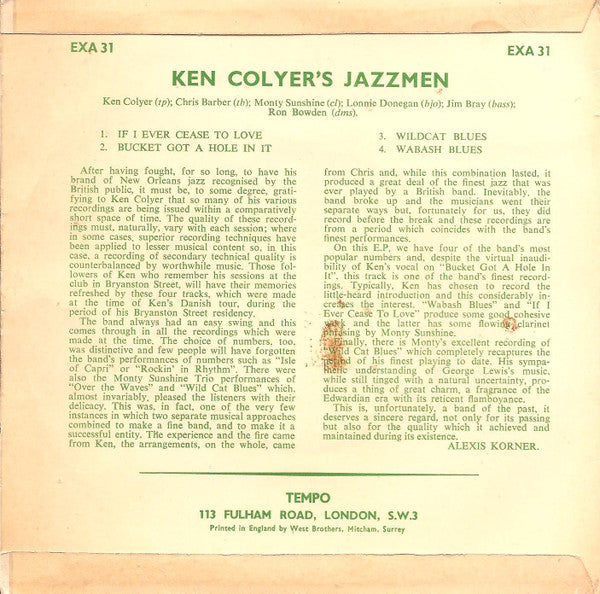 EXA 31
EXA 31
KEN COLYER'S JAZZMEN
Ken Colyer (tp); Chris Barber (tb); Monty Sunshine (cl); Lonnie Donegan (bjo); Jim Bray (bass);
Ron Bowden (dms).
1. IF I EVER CEASE TO LOVE
2. BUCKET GOT A HOLE IN IT
3. WILDCAT BLUES
4. WABASH BLUES
After having fought, for so long, to have his
brand of New Orleans jazz recognised by the
British public, it must be, to some degree, grati-
fying to Ken Colyer that so many of his various
recordings are being issued within a comparatively
short space of time. The quality of these record-
ings must, naturally, vary with each session; where
in some cases, superior recording techniques have
been applied to lesser musical content so, in this
case, a recording of secondary technical quality is
counterbalanced by worthwhile music. Those fol-
lowers of Ken who remember his sessions at the
club in Bryanston Street, will have their memories
refreshed by these four tracks, which were made
at the time of Ken's Danish tour, during the
period of his Bryanston Street residency.
The band always had an easy swing and this
comes through in all the recordings which were
made at the time. The choice of numbers, too,
was distinctive and few people will have forgotten
the band's performances of numbers such as "Isle
of Capri" or "Rockin' in Rhythm". There were
also the Monty Sunshine Trio performances of
"Over the Waves" and "Wild Cat Blues" which,
almost invariably, pleased the listeners with their
delicacy. This was, in fact, one of the very few
instances in which two separate musical approaches
combined to make a fine band, and to make it a
successful entity. The experience and the fire came
from Ken, the arrangements, on the whole, came
from Chris and, while this combination lasted, it
produced a great deal of the finest jazz that was
ever played by a British band. Inevitably, the
band broke up and the musicians went their
separate ways but, fortunately for us, they did
record before the break and these recordings are
from a period which coincides with the band's
finest performances.
On this E.P, we have four of the band's most
popular numbers and, despite the virtual inaudi-
bility of Ken's vocal on "Bucket Got A Hole In
It", this track is one of the band's finest record-
ings. Typically, Ken has chosen to record the
little-heard introduction and this considerably in-
creases the interest. "Wabash Blues" and "If I
Ever Cease To Love" produce some good cohesive
and the latter has some flowing clarinet
by Monty Sunshine.
Finally, there is Monty's excellent recording of
"Wild Cat Blues" which completely recaptures the
of his finest playing to date. His sympa-
understanding of George Lewis's music,
while still tinged with a natural uncertainty, pro-
duces a thing of great charm, a fragrance of the
Edwardian era with its reticent flamboyance.
This is, unfortunately, a band of the past, it
deserves a sincere regard, not only for its passing
but also for the quality which it achieved and
maintained during its existence.
ALEXIS KORNER.
TEMPO
113 FULHAM ROAD, LONDON, S.W.3
Printed in England by West Brothers, Mitcham, Surrey